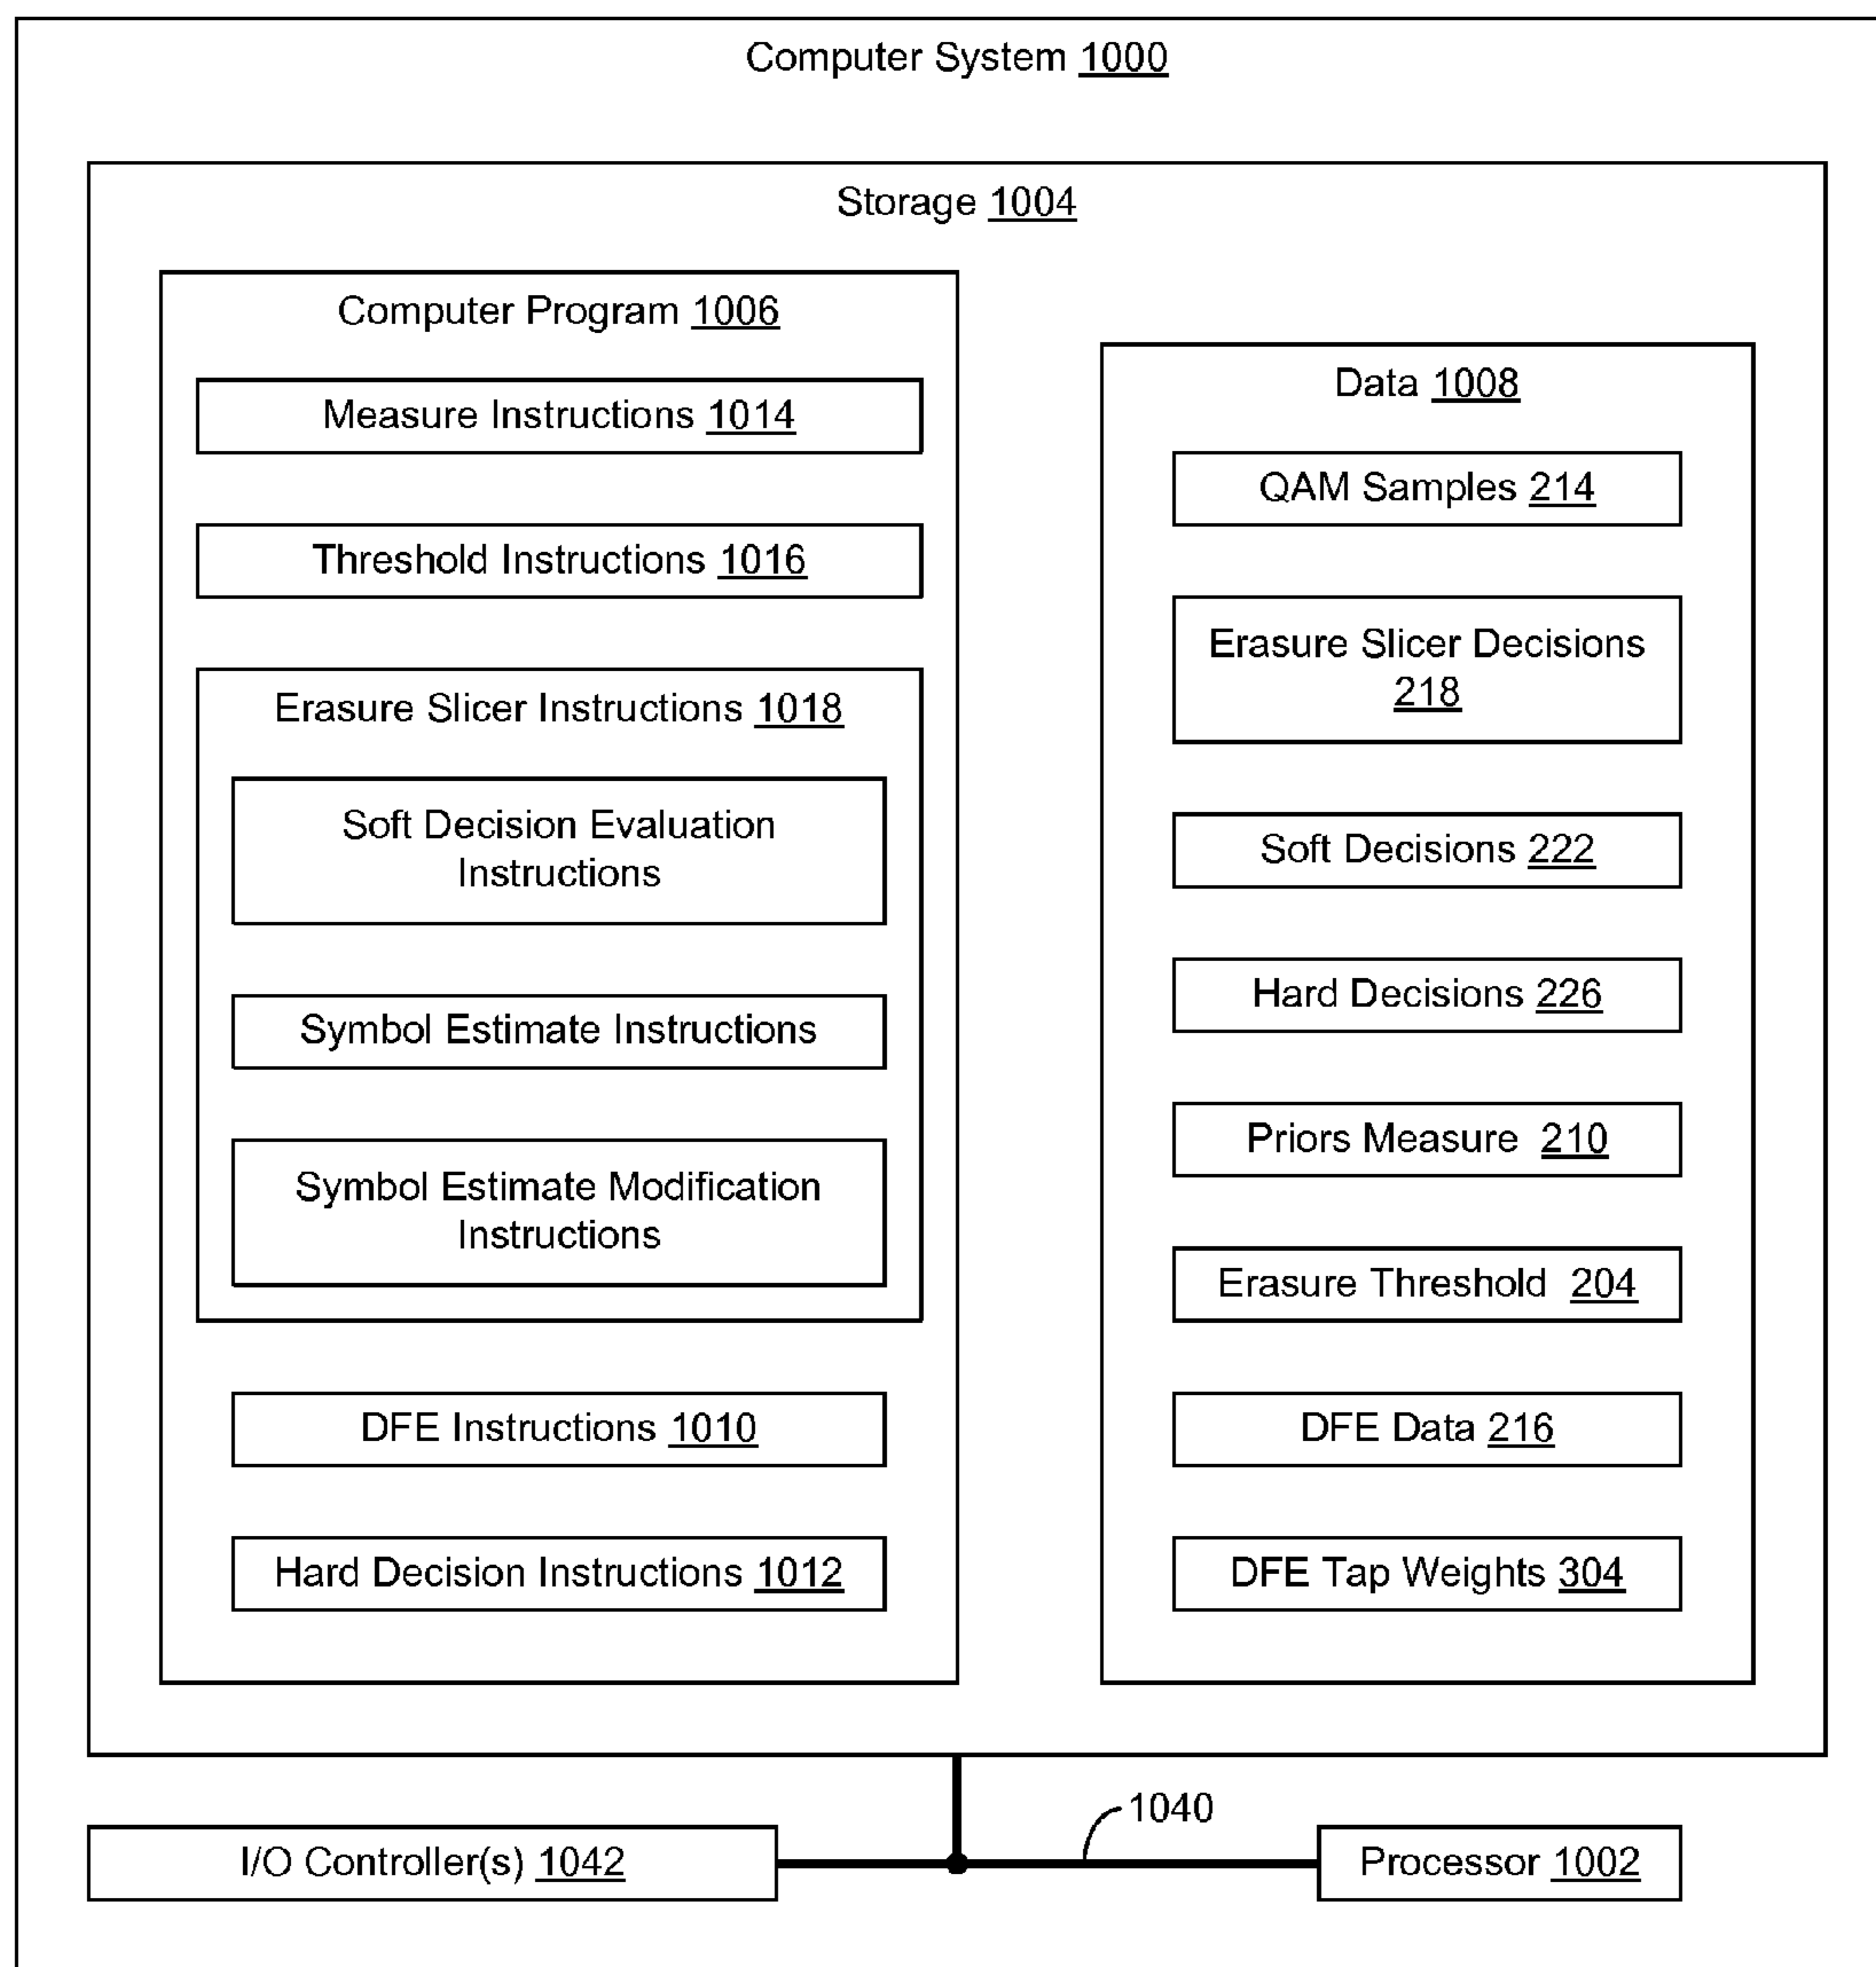 Computer System 1000
Storage 1004
Computer Program 1006
Measure Instructions 1014
Threshold Instructions 1016
Erasure Slicer Instructions 1018
Soft Decision Evaluation
Instructions
Symbol Estimate Instructions
Symbol Estimate Modification
Instructions
DFE Instructions 1010
Hard Decision Instructions 1012
Data 1008
QAM Samples 214
Erasure Slicer Decisions
218
Soft Decisions 222
Hard Decisions 226
Priors Measure 210
Erasure Threshold 204
DFE Data 216
DFE Tap Weights 304
1040
I/O Controller(s) 1042
Processor 1002